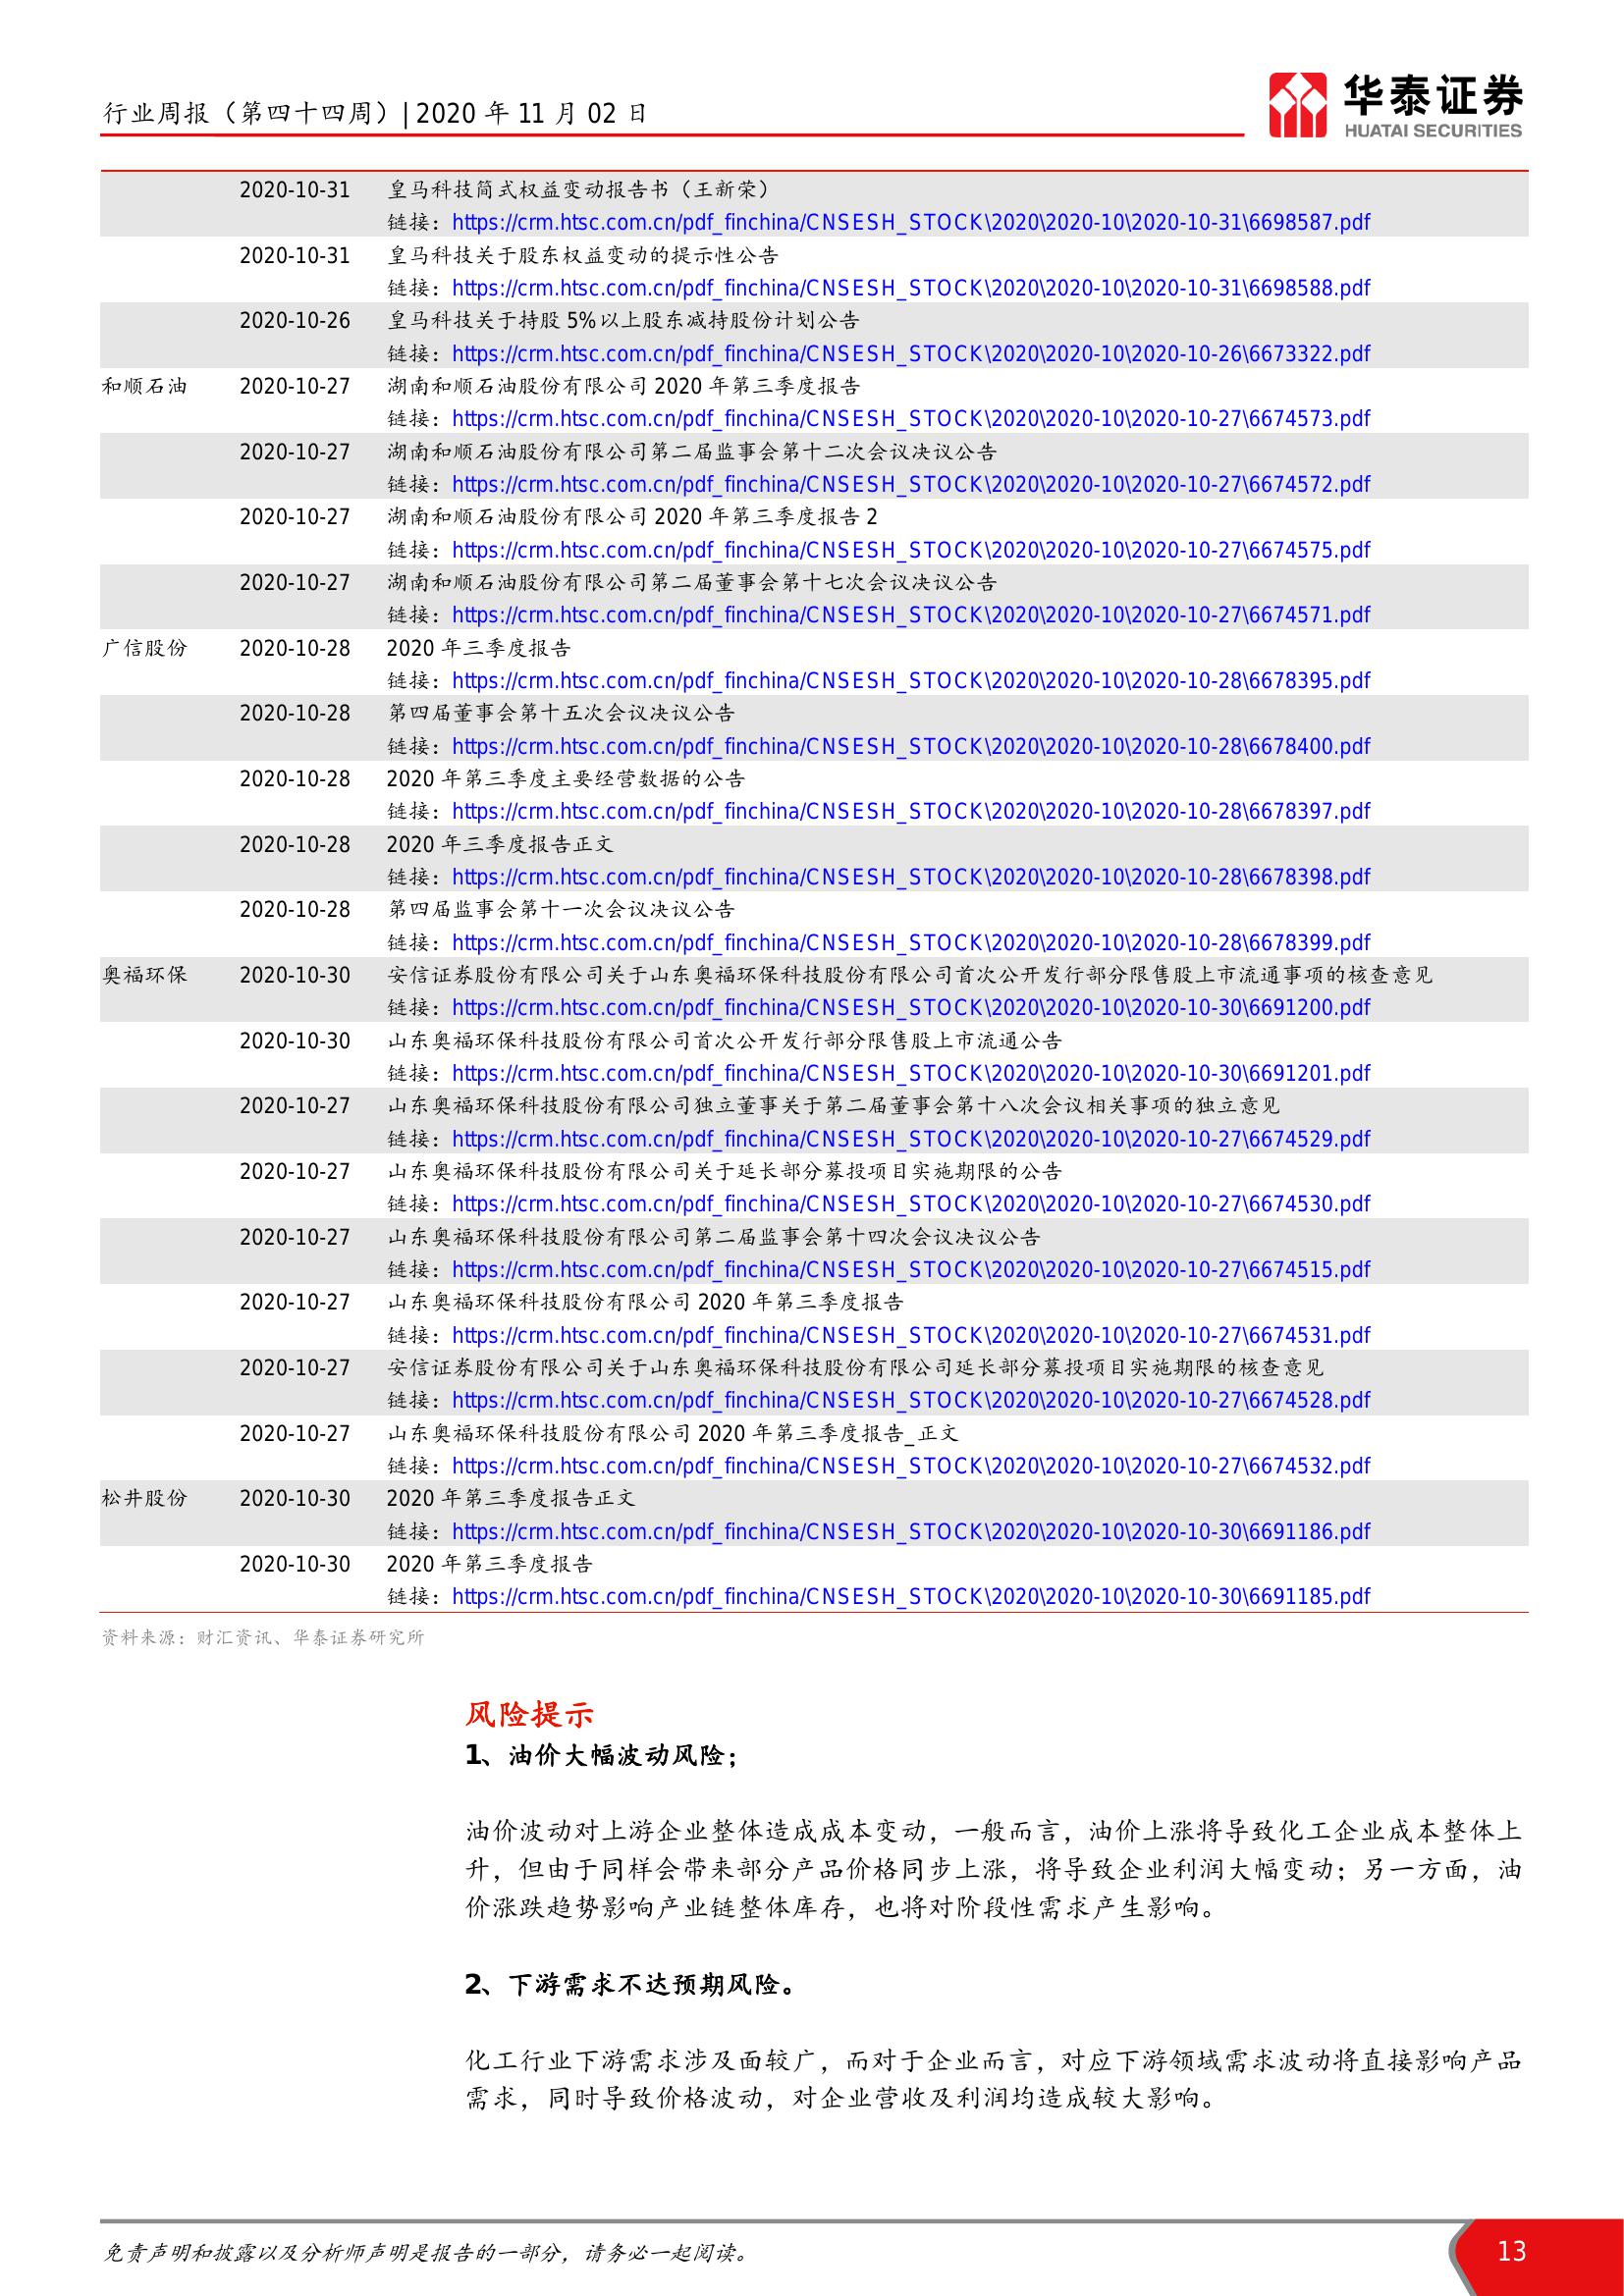 行业周报（第四十四周）| 2020 年 11 月 02 日
华泰证券
HUATAI SECURITIES
2020-10-31 皇马科技简式权益变动报告书（王新荣）
链接：https://crm.htsc.com.cn/pdf_finchina/CNSESH_STOCK\2020\2020-10\2020-10-31\6698587.pdf
2020-10-31 皇马科技关于股东权益变动的提示性公告
链接：https://crm.htsc.com.cn/pdf_finchina/CNSESH_STOCK\2020\2020-10\2020-10-31\6698588.pdf
2020-10-26 皇马科技关于持股 5%以上股东减持股份计划公告
链接：https://crm.htsc.com.cn/pdf_finchina/CNSESH_STOCK\2020\2020-10\2020-10-26\6673322.pdf
和顺石油 2020-10-27 湖南和顺石油股份有限公司 2020 年第三季度报告
链接：https://crm.htsc.com.cn/pdf_finchina/CNSESH_STOCK\2020\2020-10\2020-10-27\6674573.pdf
2020-10-27 湖南和顺石油股份有限公司第二届监事会第十二次会议决议公告
链接：https://crm.htsc.com.cn/pdf_finchina/CNSESH_STOCK\2020\2020-10\2020-10-27\6674572.pdf
2020-10-27 湖南和顺石油股份有限公司 2020 年第三季度报告 2
链接：https://crm.htsc.com.cn/pdf_finchina/CNSESH_STOCK\2020\2020-10\2020-10-27\6674575.pdf
2020-10-27 湖南和顺石油股份有限公司第二届董事会第十七次会议决议公告
链接：https://crm.htsc.com.cn/pdf_finchina/CNSESH_STOCK\2020\2020-10\2020-10-27\6674571.pdf
广信股份 2020-10-28 2020 年三季度报告
链接：https://crm.htsc.com.cn/pdf_finchina/CNSESH_STOCK\2020\2020-10\2020-10-28\6678395.pdf
2020-10-28 第四届董事会第十五次会议决议公告
链接：https://crm.htsc.com.cn/pdf_finchina/CNSESH_STOCK\2020\2020-10\2020-10-28\6678400.pdf
2020-10-28 2020 年第三季度主要经营数据的公告
链接：https://crm.htsc.com.cn/pdf_finchina/CNSESH_STOCK\2020\2020-10\2020-10-28\6678397.pdf
2020-10-28 2020 年三季度报告正文
链接：https://crm.htsc.com.cn/pdf_finchina/CNSESH_STOCK\2020\2020-10\2020-10-28\6678398.pdf
2020-10-28 第四届监事会第十一次会议决议公告
链接：https://crm.htsc.com.cn/pdf_finchina/CNSESH_STOCK\2020\2020-10\2020-10-28\6678399.pdf
奥福环保 2020-10-30 安信证券股份有限公司关于山东奥福环保科技股份有限公司首次公开发行部分限售股上市流通事项的核查意见
链接：https://crm.htsc.com.cn/pdf_finchina/CNSESH_STOCK\2020\2020-10\2020-10-30\6691200.pdf
2020-10-30 山东奥福环保科技股份有限公司首次公开发行部分限售股上市流通公告
链接：https://crm.htsc.com.cn/pdf_finchina/CNSESH_STOCK\2020\2020-10\2020-10-30\6691201.pdf
2020-10-27 山东奥福环保科技股份有限公司独立董事关于第二届董事会第十八次会议相关事项的独立意见
链接：https://crm.htsc.com.cn/pdf_finchina/CNSESH_STOCK\2020\2020-10\2020-10-27\6674529.pdf
2020-10-27 山东奥福环保科技股份有限公司关于延长部分募投项目实施期限的公告
链接：https://crm.htsc.com.cn/pdf_finchina/CNSESH_STOCK\2020\2020-10\2020-10-27\6674530.pdf
2020-10-27 山东奥福环保科技股份有限公司第二届监事会第十四次会议决议公告
链接：https://crm.htsc.com.cn/pdf_finchina/CNSESH_STOCK\2020\2020-10\2020-10-27\6674515.pdf
2020-10-27 山东奥福环保科技股份有限公司 2020 年第三季度报告
链接：https://crm.htsc.com.cn/pdf_finchina/CNSESH_STOCK\2020\2020-10\2020-10-27\6674531.pdf
2020-10-27 安信证券股份有限公司关于山东奥福环保科技股份有限公司延长部分募投项目实施期限的核查意见
链接：https://crm.htsc.com.cn/pdf_finchina/CNSESH_STOCK\2020\2020-10\2020-10-27\6674528.pdf
2020-10-27 山东奥福环保科技股份有限公司 2020 年第三季度报告_正文
链接：https://crm.htsc.com.cn/pdf_finchina/CNSESH_STOCK\2020\2020-10\2020-10-27\6674532.pdf
松井股份 2020-10-30 2020 年第三季度报告正文
链接：https://crm.htsc.com.cn/pdf_finchina/CNSESH_STOCK\2020\2020-10\2020-10-30\6691186.pdf
2020-10-30 2020 年第三季度报告
链接：https://crm.htsc.com.cn/pdf_finchina/CNSESH_STOCK\2020\2020-10\2020-10-30\6691185.pdf
资料来源：财汇资讯、华泰证券研究所
风险提示
1、油价大幅波动风险；
油价波动对上游企业整体造成成本变动，一般而言，油价上涨将导致化工企业成本整体上
升，但由于同样会带来部分产品价格同步上涨，将导致企业利润大幅变动；另一方面，油
价涨跌趋势影响产业链整体库存，也将对阶段性需求产生影响。
2、下游需求不达预期风险。
化工行业下游需求涉及面较广，而对于企业而言，对应下游领域需求波动将直接影响产品
需求，同时导致价格波动，对企业营收及利润均造成较大影响。
免责声明和披露以及分析师声明是报告的一部分，请务必一起阅读。
13